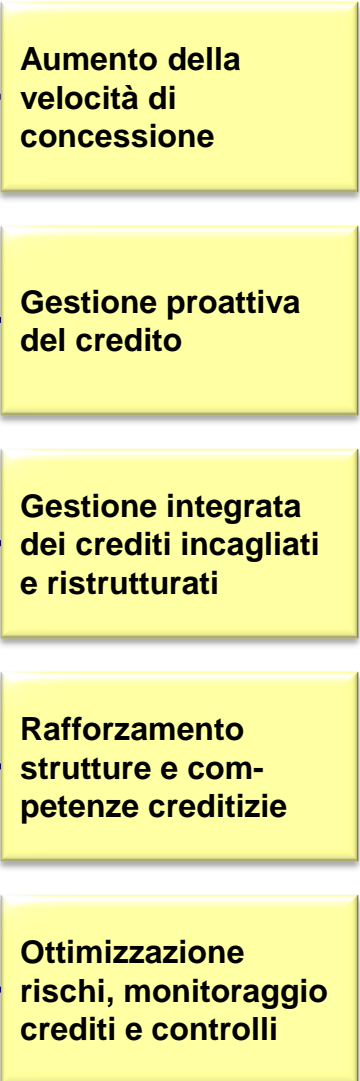 Aumento della
velocità di
concessione
Gestione proattiva
del credito
Gestione integrata
dei crediti incagliati
e ristrutturati
Rafforzamento
strutture e com-
petenze creditizie
Ottimizzazione
rischi, monitoraggio
crediti e controlli